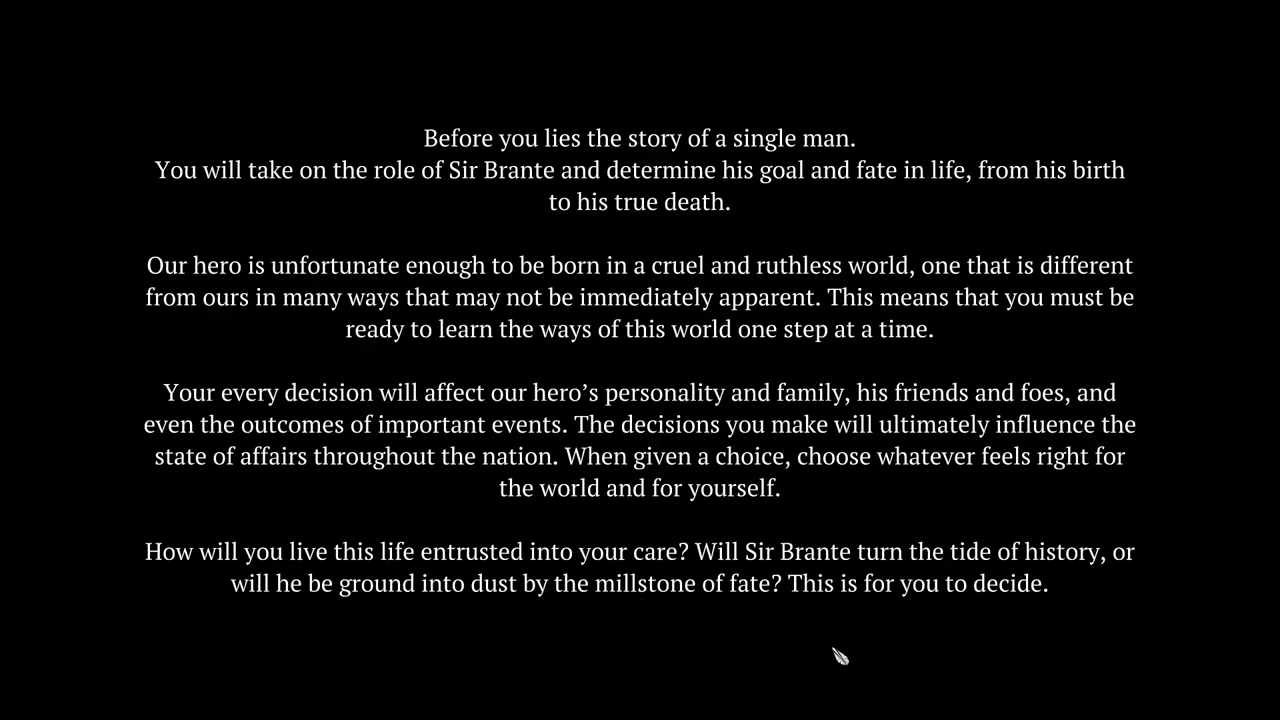 Before you lies the story of a single man.
You will take on the role of Sir Brante and determine his goal and fate in life, from his birth
to his true death.
Our hero is unfortunate enough to be born in a cruel and ruthless world, one that is different
from ours in many ways that may not be immediately apparent. This means that you must be
ready to learn the ways of this world one step at a time.
Your every decision will affect our hero’s personality and family, his friends and foes, and
even the outcomes of important events. The decisions you make will ultimately influence the
state of affairs throughout the nation. When given a choice, choose whatever feels right for
the world and for yourself.
How will you live this life entrusted into your care? Will Sir Brante turn the tide of history, or
will he be ground into dust by the millstone of fate? This is for you to decide.